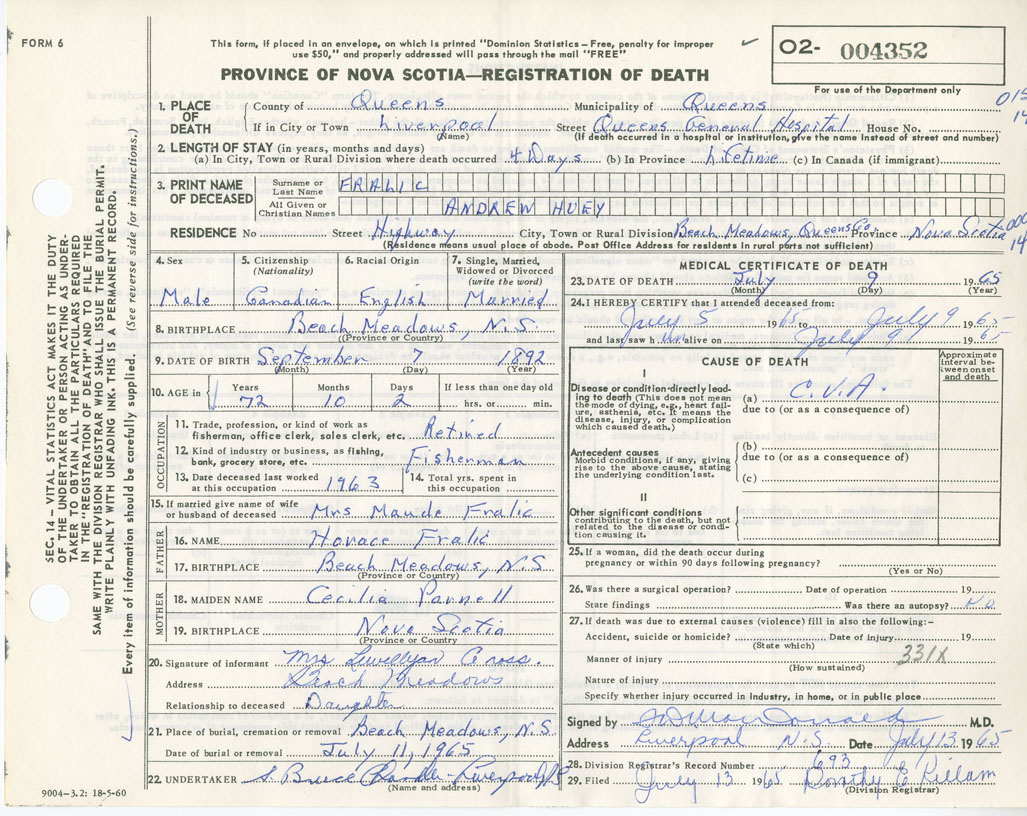 FORM 6
This form, if placed in an envelope, on which is printed "Dominion Statistics – Free, penalty for improper
use $50," and properly addressed will pass through the mail "FREE"
O2- 004352
PROVINCE OF NOVA SCOTIA—REGISTRATION OF DEATH
For use of the Department only
1. PLACE OF DEATH
County of Queens Municipality of Queens
If in City or Town Liverpool Street Queens General Hospital House No.
(Name) (If death occurred in a hospital or institution, give the name instead of street and number)
2. LENGTH OF STAY (in years, months and days)
(a) In City, Town or Rural Division where death occurred 4 Days (b) In Province Lifetime (c) In Canada (if immigrant)
3. PRINT NAME OF DECEASED
Surname or Last Name FRALIC
All Given or Christian Names ANDREW HUEY
RESIDENCE No Street Highway City, Town or Rural Division Beach Meadows, Queens Co. Province Nova Scotia
(Residence means usual place of abode. Post Office Address for residents in rural parts not sufficient)
4. Sex Male
5. Citizenship (Nationality) Canadian
6. Racial Origin English
7. Single, Married, Widowed or Divorced (write the word) Married
8. BIRTHPLACE Beach Meadows, N.S.
(Province or Country)
9. DATE OF BIRTH September 7 1892
(Month) (Day) (Year)
10. AGE in Years 72 Months 10 Days 2 If less than one day old hrs. or min.
OCCUPATION
11. Trade, profession, or kind of work as
fisherman, office clerk, sales clerk, etc. Retired
12. Kind of industry or business, as fishing,
bank, grocery store, etc. Fisherman
13. Date deceased last worked at this occupation 1963
14. Total yrs. spent in this occupation
15. If married give name of wife
or husband of deceased Mrs Maude Fralic
FATHER
16. NAME Horace Fralic
17. BIRTHPLACE Beach Meadows, N.S
(Province or Country)
MOTHER
18. MAIDEN NAME Cecilia Parnell
19. BIRTHPLACE Nova Scotia
(Province or Country)
20. Signature of informant Mrs Lewellyan Cross.
Address Beach Meadows
Relationship to deceased Daughter
21. Place of burial, cremation or removal Beach Meadows, N.S.
Date of burial or removal July 11, 1965
22. UNDERTAKER S. Bruce Liverpool
(Name and address)
9004-3.2: 18-5-60
MEDICAL CERTIFICATE OF DEATH
23. DATE OF DEATH July 9 1965
(Month) (Day) (Year)
24. I HEREBY CERTIFY that I attended deceased from:
July 5 1965 to July 9 1965
and last saw him alive on July 9 1965
CAUSE OF DEATH
Approximate interval between onset and death
I
Disease or condition directly leading
to death (This does not mean
the mode of dying, e.g., heart failure,
asthenia, etc. It means the
disease, injury, or complication
which caused death.)
(a) C.V.A.
due to (or as a consequence of)
Antecedent causes
Morbid conditions, if any, giving
rise to the above cause, stating
the underlying condition last.
(b)
due to (or as a consequence of)
(c)
II
Other significant conditions
contributing to the death, but not
related to the disease or condition
causing it.
25. If a woman, did the death occur during
pregnancy or within 90 days following pregnancy?
(Yes or No)
26. Was there a surgical operation? Date of operation 19
State findings Was there an autopsy? No
27. If death was due to external causes (violence) fill in also the following:–
Accident, suicide or homicide? Date of injury 19
(State which)
Manner of injury 331X
(How sustained)
Nature of injury
Specify whether injury occurred in industry, in home, or in public place
Signed by MacDonald M.D.
Address Liverpool N.S. Date July 13 1965
28. Division Registrar's Record Number 693
29. Filed July 13 1965 Dorothy E Killam
(Division Registrar)
SEC. 14 – VITAL STATISTICS ACT MAKES IT THE DUTY
OF THE UNDERTAKER OR PERSON ACTING AS UNDER-
TAKER TO OBTAIN ALL THE PARTICULARS REQUIRED
IN THE "REGISTRATION OF DEATH" AND TO FILE THE
SAME WITH THE DIVISION REGISTRAR WHO SHALL ISSUE THE BURIAL PERMIT.
WRITE PLAINLY WITH UNFADING INK. THIS IS A PERMANENT RECORD.
Every item of information should be carefully supplied. (See reverse side for instructions.)